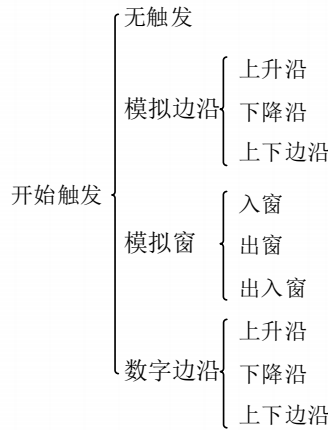 无触发
模拟边沿
上升沿
下降沿
上下边沿
开始触发
模拟窗
入窗
出窗
出入窗
数字边沿
上升沿
下降沿
上下边沿